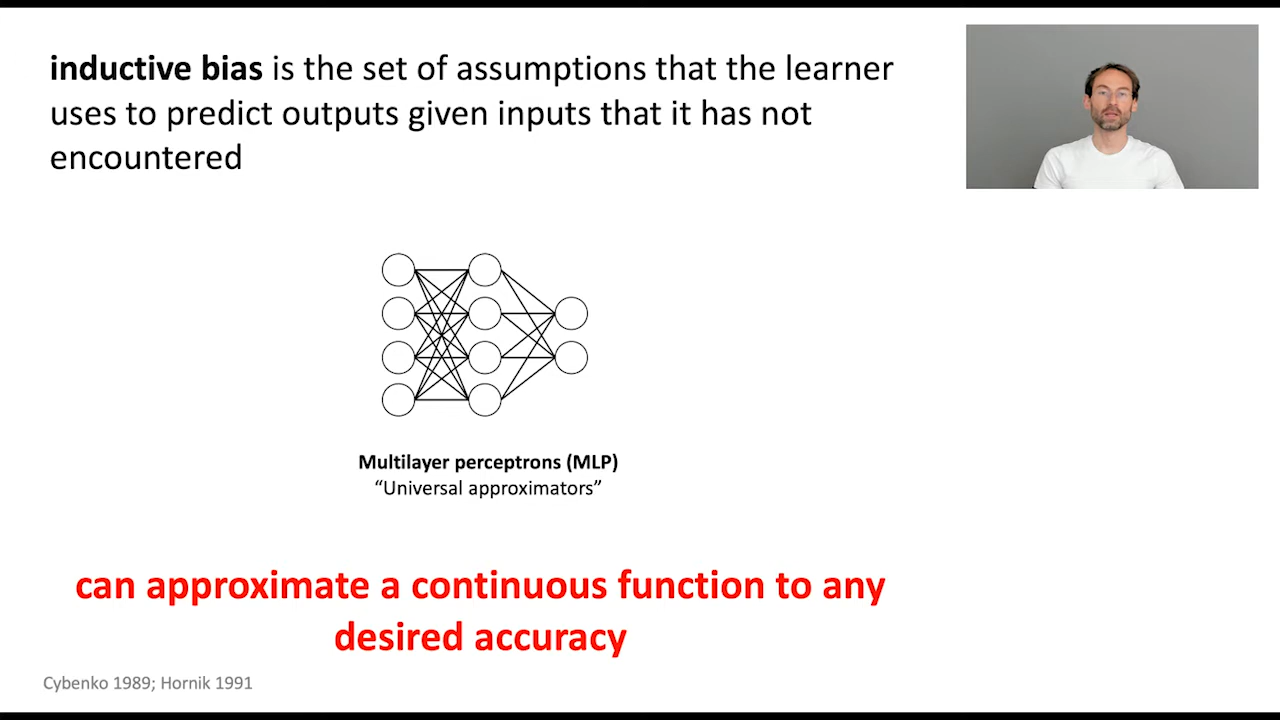 inductive bias is the set of assumptions that the learner
uses to predict outputs given inputs that it has not
encountered
Multilayer perceptrons (MLP)
“Universal approximators”
can approximate a continuous function to any
desired accuracy
Cybenko 1989; Hornik 1991